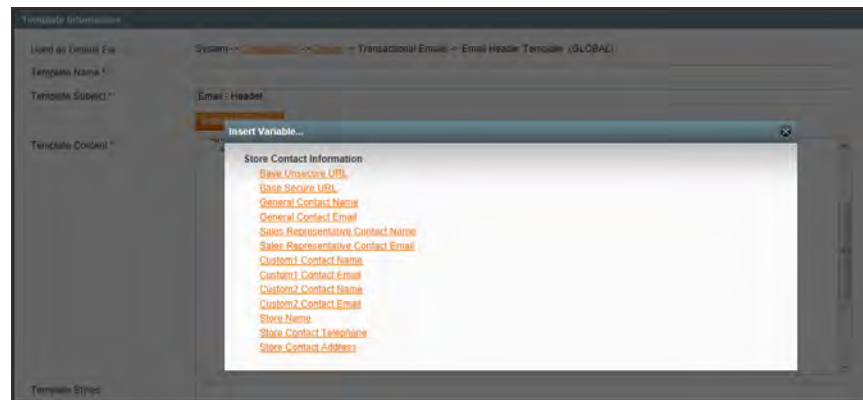 Template Information
Used as Default For
System -> Configuration -> Design -> Transactional Emails -> Email Header Template (GLOBAL)
Template Name *
Template Subject *
Email - Header
Insert Variable...
Template Content *
Store Contact Information
Base Unsecure URL
Base Secure URL
General Contact Name
General Contact Email
Sales Representative Contact Name
Sales Representative Contact Email
Custom1 Contact Name
Custom1 Contact Email
Custom2 Contact Name
Custom2 Contact Email
Store Name
Store Contact Telephone
Store Contact Address
Template Styles